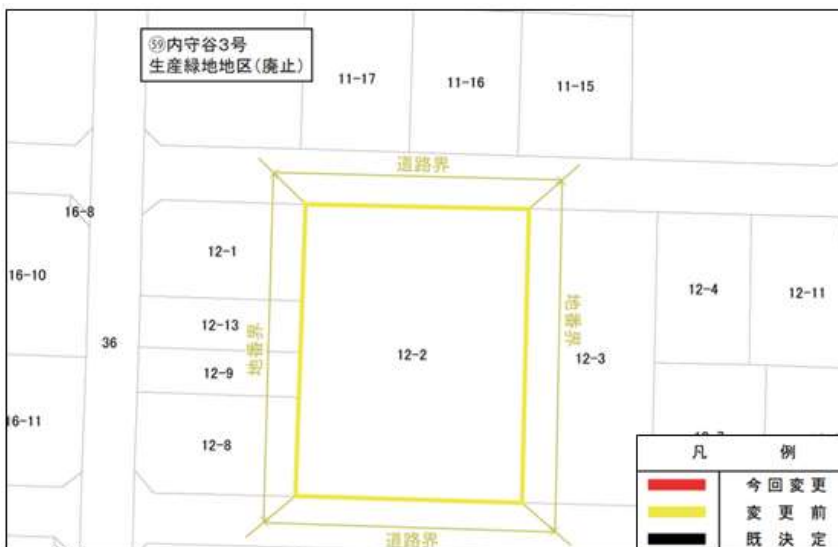 ㊾内守谷3号
生産緑地地区(廃止)
11-17
11-16
11-15
道路界
16-8
12-1
16-10
12-4
12-11
12-13
地番界
地番界
36
12-2
12-3
12-9
16-11
12-8
凡 例
今回変更
変更前
既決定
道路界